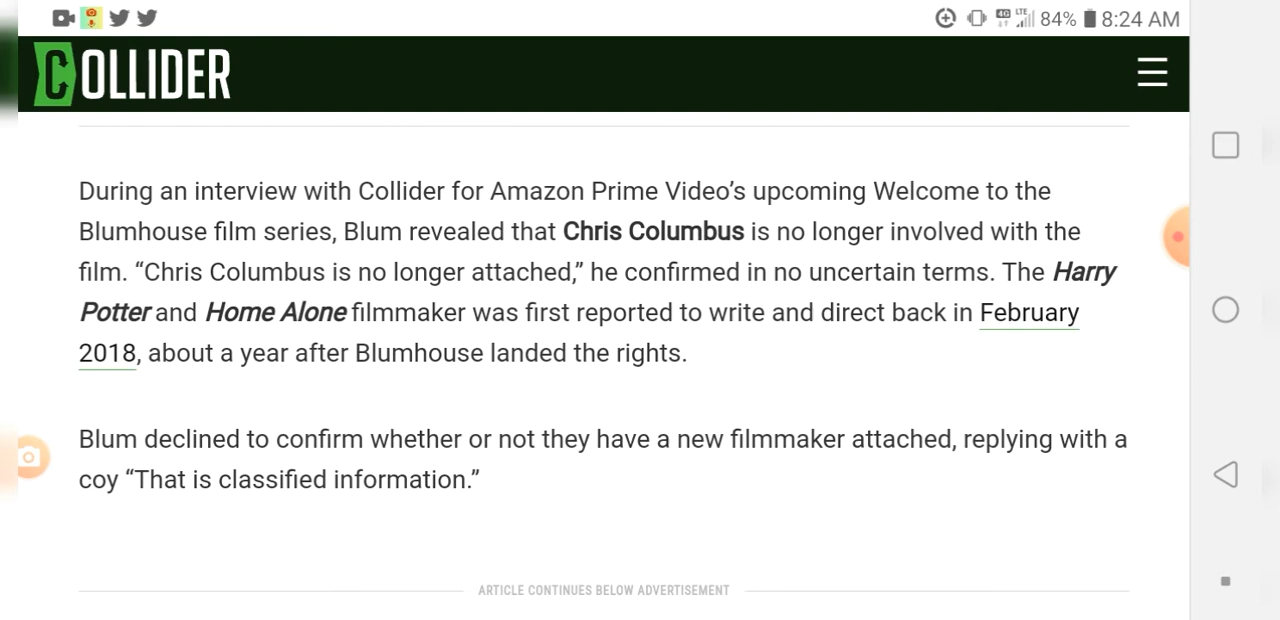 84% 8:24 AM
COLLIDER
During an interview with Collider for Amazon Prime Video’s upcoming Welcome to the
Blumhouse film series, Blum revealed that Chris Columbus is no longer involved with the
film. “Chris Columbus is no longer attached,” he confirmed in no uncertain terms. The Harry
Potter and Home Alone filmmaker was first reported to write and direct back in February
2018, about a year after Blumhouse landed the rights.
Blum declined to confirm whether or not they have a new filmmaker attached, replying with a
coy “That is classified information.”
ARTICLE CONTINUES BELOW ADVERTISEMENT